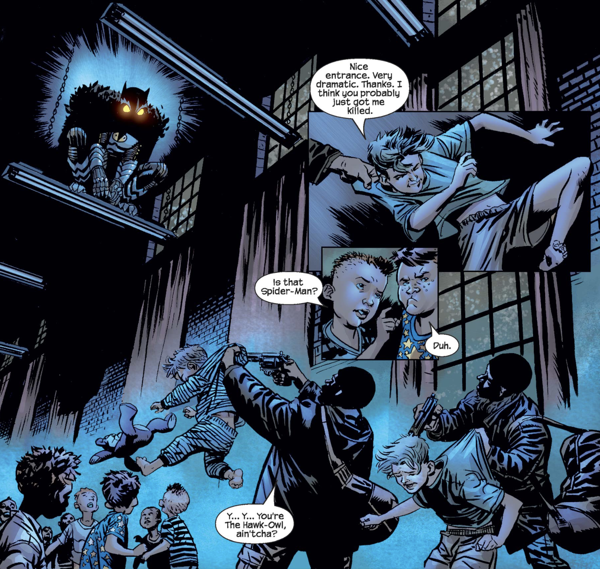 Nice
entrance. Very
dramatic. Thanks. I
think you probably
just got me
killed.
Is that
Spider-Man?
Duh.
Y... Y... You're
The Hawk-Owl,
ain'tcha?